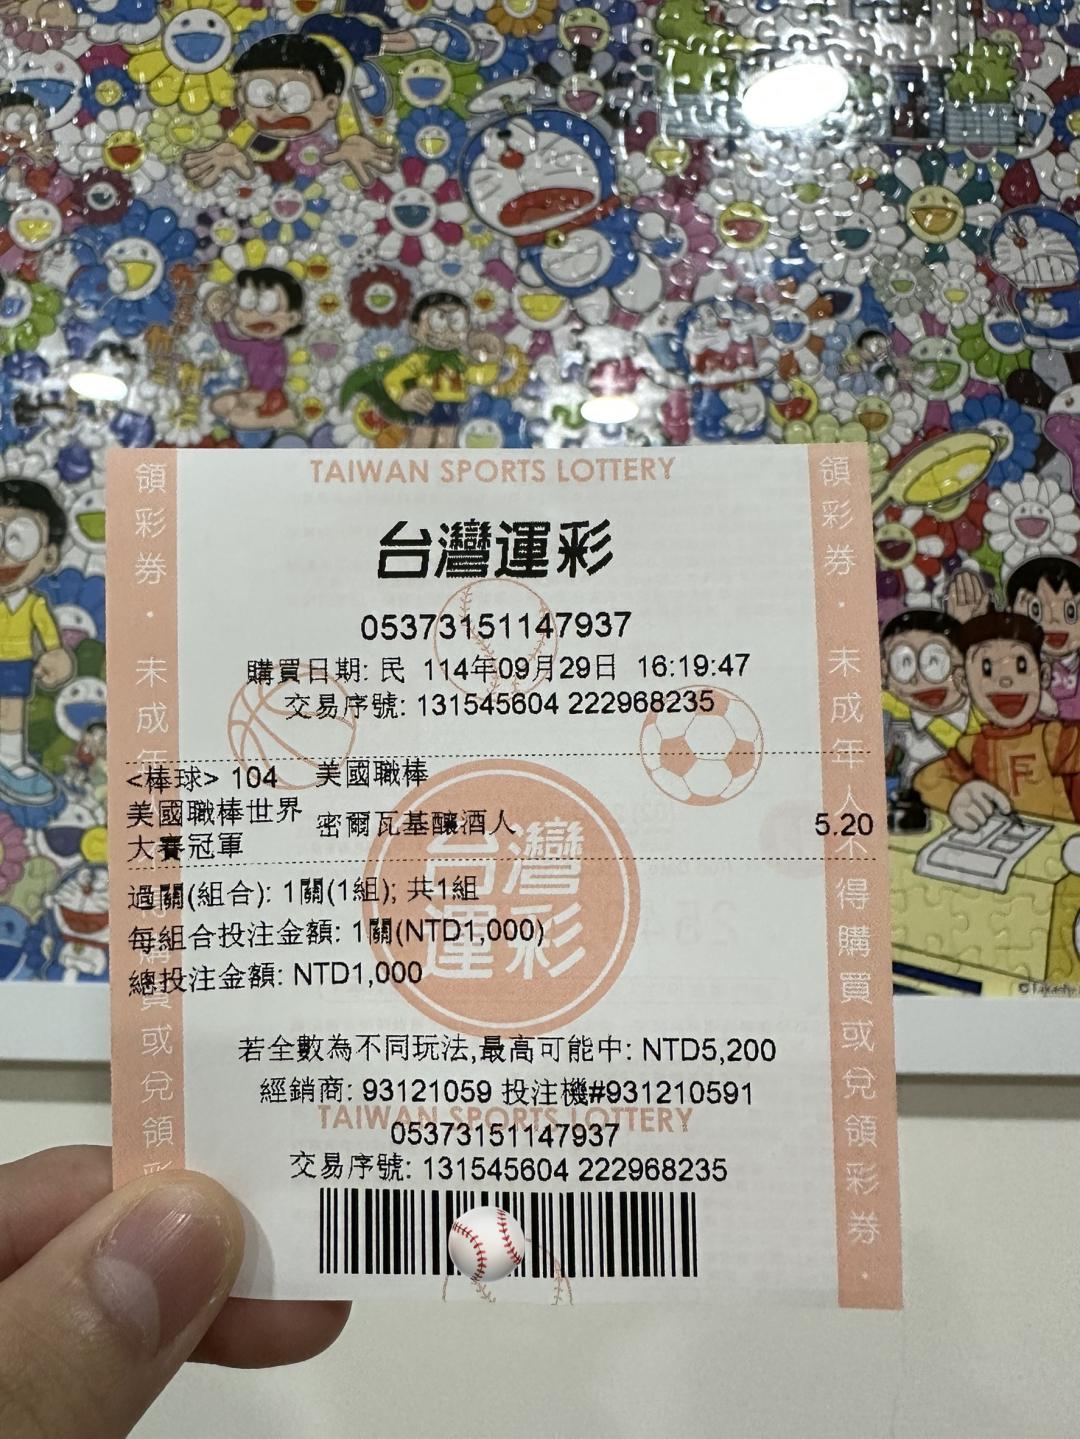 TAIWAN SPORTS LOTTERY
台灣運彩
05373151147937
購買日期: 民 114年09月29日 16:19:47
交易序號: 131545604 222968235
<棒球> 104 美國職棒
美國職棒世界大賽冠軍 密爾瓦基釀酒人 5.20
過關(組合): 1關(1組); 共1組
每組合投注金額: 1關(NTD1,000)
總投注金額: NTD1,000
台灣運彩
若全數為不同玩法,最高可能中: NTD5,200
經銷商: 93121059 投注機#931210591
TAIWAN SPORTS LOTTERY
05373151147937
交易序號: 131545604 222968235
領彩券 · 未成年 得購買或兌領彩
領彩券 · 未成年人不得購買或兌領彩券 ·